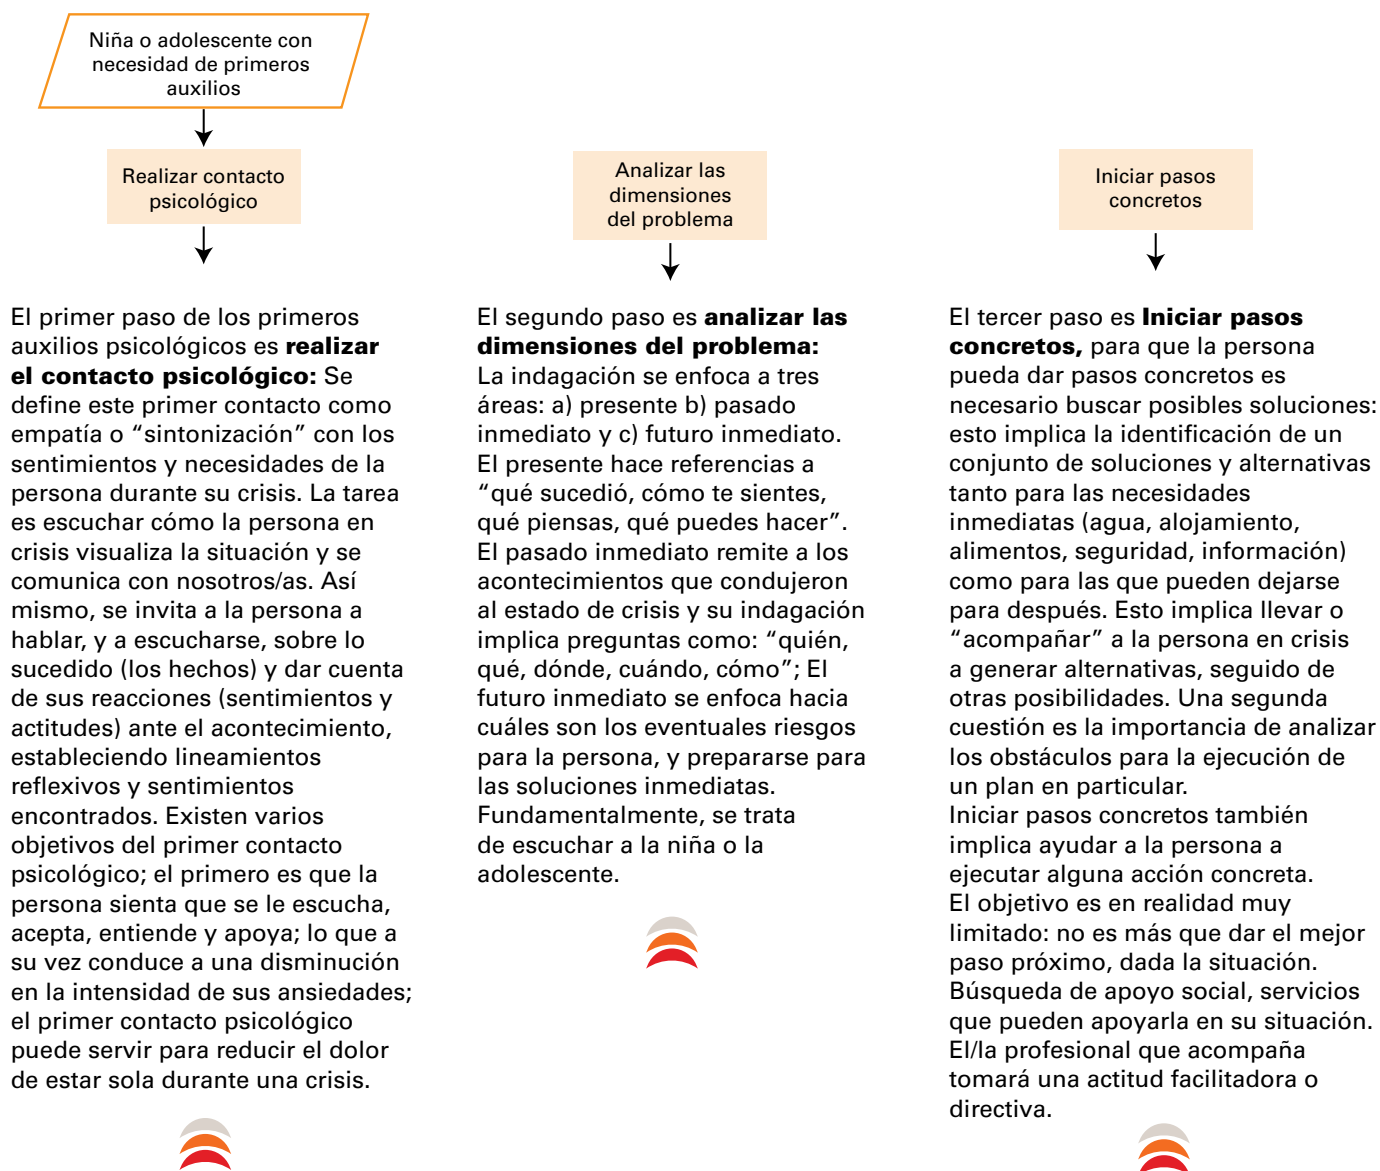 Niña o adolescente con
necesidad de primeros
auxilios
Realizar contacto
psicológico
El primer paso de los primeros
auxilios psicológicos es realizar
el contacto psicológico: Se
define este primer contacto como
empatía o “sintonización” con los
sentimientos y necesidades de la
persona durante su crisis. La tarea
es escuchar cómo la persona en
crisis visualiza la situación y se
comunica con nosotros/as. Así
mismo, se invita a la persona a
hablar, y a escucharse, sobre lo
sucedido (los hechos) y dar cuenta
de sus reacciones (sentimientos y
actitudes) ante el acontecimiento,
estableciendo lineamientos
reflexivos y sentimientos
encontrados. Existen varios
objetivos del primer contacto
psicológico; el primero es que la
persona sienta que se le escucha,
acepta, entiende y apoya; lo que a
su vez conduce a una disminución
en la intensidad de sus ansiedades;
el primer contacto psicológico
puede servir para reducir el dolor
de estar sola durante una crisis.
Analizar las
dimensiones
del problema
El segundo paso es analizar las
dimensiones del problema:
La indagación se enfoca a tres
áreas: a) presente b) pasado
inmediato y c) futuro inmediato.
El presente hace referencias a
“qué sucedió, cómo te sientes,
qué piensas, qué puedes hacer”.
El pasado inmediato remite a los
acontecimientos que condujeron
al estado de crisis y su indagación
implica preguntas como: “quién,
qué, dónde, cuándo, cómo”; El
futuro inmediato se enfoca hacia
cuáles son los eventuales riesgos
para la persona, y prepararse para
las soluciones inmediatas.
Fundamentalmente, se trata
de escuchar a la niña o la
adolescente.
Iniciar pasos
concretos
El tercer paso es Iniciar pasos
concretos, para que la persona
pueda dar pasos concretos es
necesario buscar posibles soluciones:
esto implica la identificación de un
conjunto de soluciones y alternativas
tanto para las necesidades
inmediatas (agua, alojamiento,
alimentos, seguridad, información)
como para las que pueden dejarse
para después. Esto implica llevar o
“acompañar” a la persona en crisis
a generar alternativas, seguido de
otras posibilidades. Una segunda
cuestión es la importancia de analizar
los obstáculos para la ejecución de
un plan en particular.
Iniciar pasos concretos también
implica ayudar a la persona a
ejecutar alguna acción concreta.
El objetivo es en realidad muy
limitado: no es más que dar el mejor
paso próximo, dada la situación.
Búsqueda de apoyo social, servicios
que pueden apoyarla en su situación.
El/la profesional que acompaña
tomará una actitud facilitadora o
directiva.